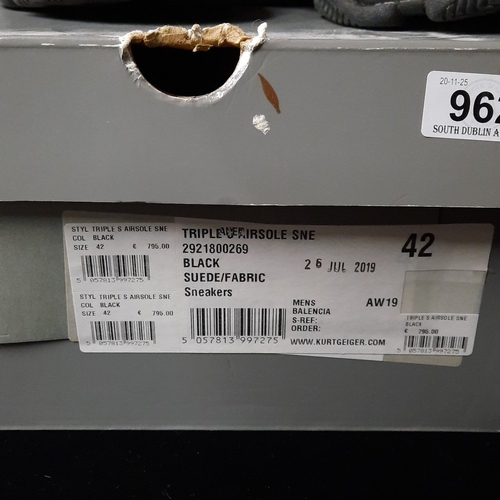 20-11-25
962
SOUTH DUBLIN A
STYL TRIPLE S AIRSOLE SNE
COL BLACK
SIZE 42 € 795.00
5 057813 997275
STYL TRIPLE S AIRSOLE SNE
COL BLACK
SIZE 42 € 795.00
5 057813 997275
TRIPLE S AIRSOLE SNE
2921800269
BLACK
SUEDE/FABRIC
Sneakers
5 057813 997275
42
26 JUL 2019
MENS AW19
BALENCIA
S-REF:
ORDER:
WWW.KURTGEIGER.COM
TRIPLE S AIRSOLE SNE
BLACK
€ 795.00
5 057813 997275